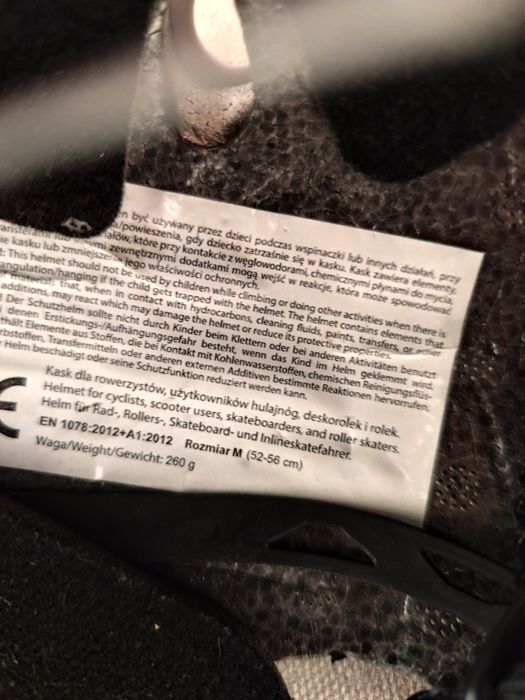 być używany przez dzieci podczas wspinaczki lub innych działań, przy
powieszenia, gdy dziecko zatrzaśnie się w kasku. Kask zawiera elementy,
które przy kontakcie z węglowodorami, chemicznymi płynami do mycia,
zewnętrznymi dodatkami mogą wejść w reakcje, która może spowodować
kasku lub zmniejszenie jego właściwości ochronnych.
This helmet should not be used by children while climbing or doing other activities when there is
/hanging if the child gets trapped with the helmet. The helmet contains elements that
that, when in contact with hydrocarbons, cleaning fluids, paints, transfers, or other
additions, may react which may damage the helmet or reduce its protective properties.
! Der Schutzhelm sollte nicht durch Kinder beim Klettern oder bei anderen Aktivitäten benutzt
denen Erstickungs-/Aufhängungsgefahr besteht, wenn das Kind im Helm geklemmt wird.
Elemente aus Stoffen, die bei Kontakt mit Kohlenwasserstoffen, chemischen Reinigungsflüs-
Transfermitteln oder anderen externen Additiven bestimmte Reaktionen hervorrufen,
Helm beschädigt oder seine Schutzfunktion reduziert werden kann.
Kask dla rowerzystów, użytkowników hulajnóg, deskorolek i rolek.
Helmet for cyclists, scooter users, skateboarders, and roller skaters.
Helm für Rad-, Rollers-, Skateboard- und Inlineskatefahrer.
EN 1078:2012+A1:2012 Rozmiar M (52-56 cm)
Waga/Weight/Gewicht: 260 g